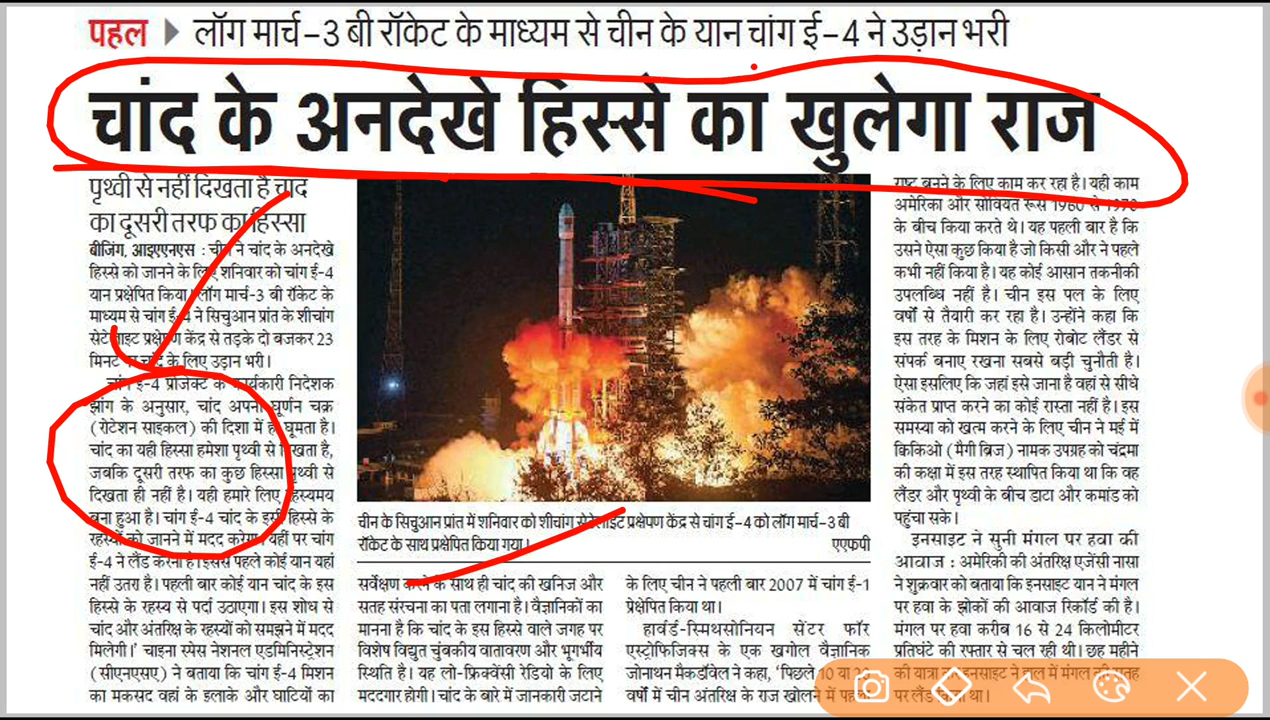 पहल लॉग मार्च-3 बी रॉकेट के माध्यम से चीन के यान चांग ई-4 ने उड़ान भरी
चांद के अनदेखे हिस्से का खुलेगा राज
पृथ्वी से नहीं दिखता है चांद
का दूसरी तरफ का हिस्सा
बीजिंग, आइएएनएस : चीन ने चांद के अनदेखे
हिस्से को जानने के लिए शनिवार को चांग ई-4
यान प्रक्षेपित किया। लॉग मार्च-3 बी रॉकेट के
माध्यम से चांग ई-4 ने सिचुआन प्रांत के शीचांग
सेटेलाइट प्रक्षेपण केंद्र से तड़के दो बजकर 23
मिनट पर चांद के लिए उड़ान भरी।
चांग ई-4 प्रोजेक्ट के कार्यकारी निदेशक
झांग के अनुसार, चांद अपना घूर्णन चक्र
(रोटेशन साइकल) की दिशा में ही घूमता है।
चांद का यही हिस्सा हमेशा पृथ्वी से दिखता है,
जबकि दूसरी तरफ का कुछ हिस्सा पृथ्वी से
दिखता ही नहीं है। यही हमारे लिए रहस्यमय
बना हुआ है। चांग ई-4 चांद के इसी हिस्से के
रहस्यों को जानने में मदद करेगा। यहीं पर चांग
ई-4 ने लैंड करना है। इससे पहले कोई यान यहां
नहीं उतरा है। पहली बार कोई यान चांद के इस
हिस्से के रहस्य से पर्दा उठाएगा। इस शोध से
चांद और अंतरिक्ष के रहस्यों को समझने में मदद
मिलेगी।' चाइना स्पेस नेशनल एडमिनिस्ट्रेशन
(सीएनएसए) ने बताया कि चांग ई-4 मिशन
का मकसद वहां के इलाके और घाटियों का
चीन के सिचुआन प्रांत में शनिवार को शीचांग सेटेलाइट प्रक्षेपण केंद्र से चांग ई-4 को लॉग मार्च-3 बी
रॉकेट के साथ प्रक्षेपित किया गया। एएफपी
सर्वेक्षण करने के साथ ही चांद की खनिज और
सतह संरचना का पता लगाना है। वैज्ञानिकों का
मानना है कि चांद के इस हिस्से वाले जगह पर
विशेष विद्युत चुंबकीय वातावरण और भूगर्भीय
स्थिति है। यह लो-फ्रिक्वेंसी रेडियो के लिए
मददगार होगी। चांद के बारे में जानकारी जटाने
के लिए चीन ने पहली बार 2007 में चांग ई-1
प्रेक्षेपित किया था।
हार्वर्ड-स्मिथसोनियन सेंटर फॉर
एस्ट्रोफिजिक्स के एक खगोल वैज्ञानिक
जोनाथन मैकडॉवेल ने कहा, 'पिछले 10 या 20
वर्षों में चीन अंतरिक्ष के राज खोलने में पहला
राष्ट्र बनने के लिए काम कर रहा है। यही काम
अमेरिका और सोवियत रूस 1960 से 1970
के बीच किया करते थे। यह पहली बार है कि
उसने ऐसा कुछ किया है जो किसी और ने पहले
कभी नहीं किया है। यह कोई आसान तकनीकी
उपलब्धि नहीं है। चीन इस पल के लिए
वर्षों से तैयारी कर रहा है। उन्होंने कहा कि
इस तरह के मिशन के लिए रोबोट लैंडर से
संपर्क बनाए रखना सबसे बड़ी चुनौती है।
ऐसा इसलिए कि जहां इसे जाना है वहां से सीधे
संकेत प्राप्त करने का कोई रास्ता नहीं है। इस
समस्या को खत्म करने के लिए चीन ने मई में
क्विकिओ (मैगी ब्रिज) नामक उपग्रह को चंद्रमा
की कक्षा में इस तरह स्थापित किया था कि वह
लैंडर और पृथ्वी के बीच डाटा और कमांड को
पहुंचा सके।
इनसाइट ने सुनी मंगल पर हवा की
आवाज : अमेरिकी की अंतरिक्ष एजेंसी नासा
ने शुक्रवार को बताया कि इनसाइट यान ने मंगल
पर हवा के झोकों की आवाज रिकॉर्ड की है।
मंगल पर हवा करीब 16 से 24 किलोमीटर
प्रतिघंटे की रफ्तार से चल रही थी। छह महीने
की यात्रा कर इनसाइट ने हाल में मंगल की सतह
पर लैंड किया था।